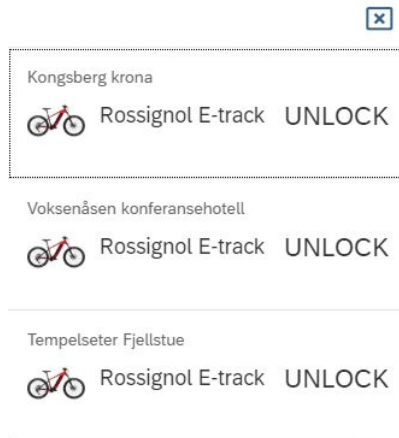 Kongsberg krona
Rossignol E-track UNLOCK
Voksenåsen konferansehotell
Rossignol E-track UNLOCK
Tempelseter Fjellstue
Rossignol E-track UNLOCK